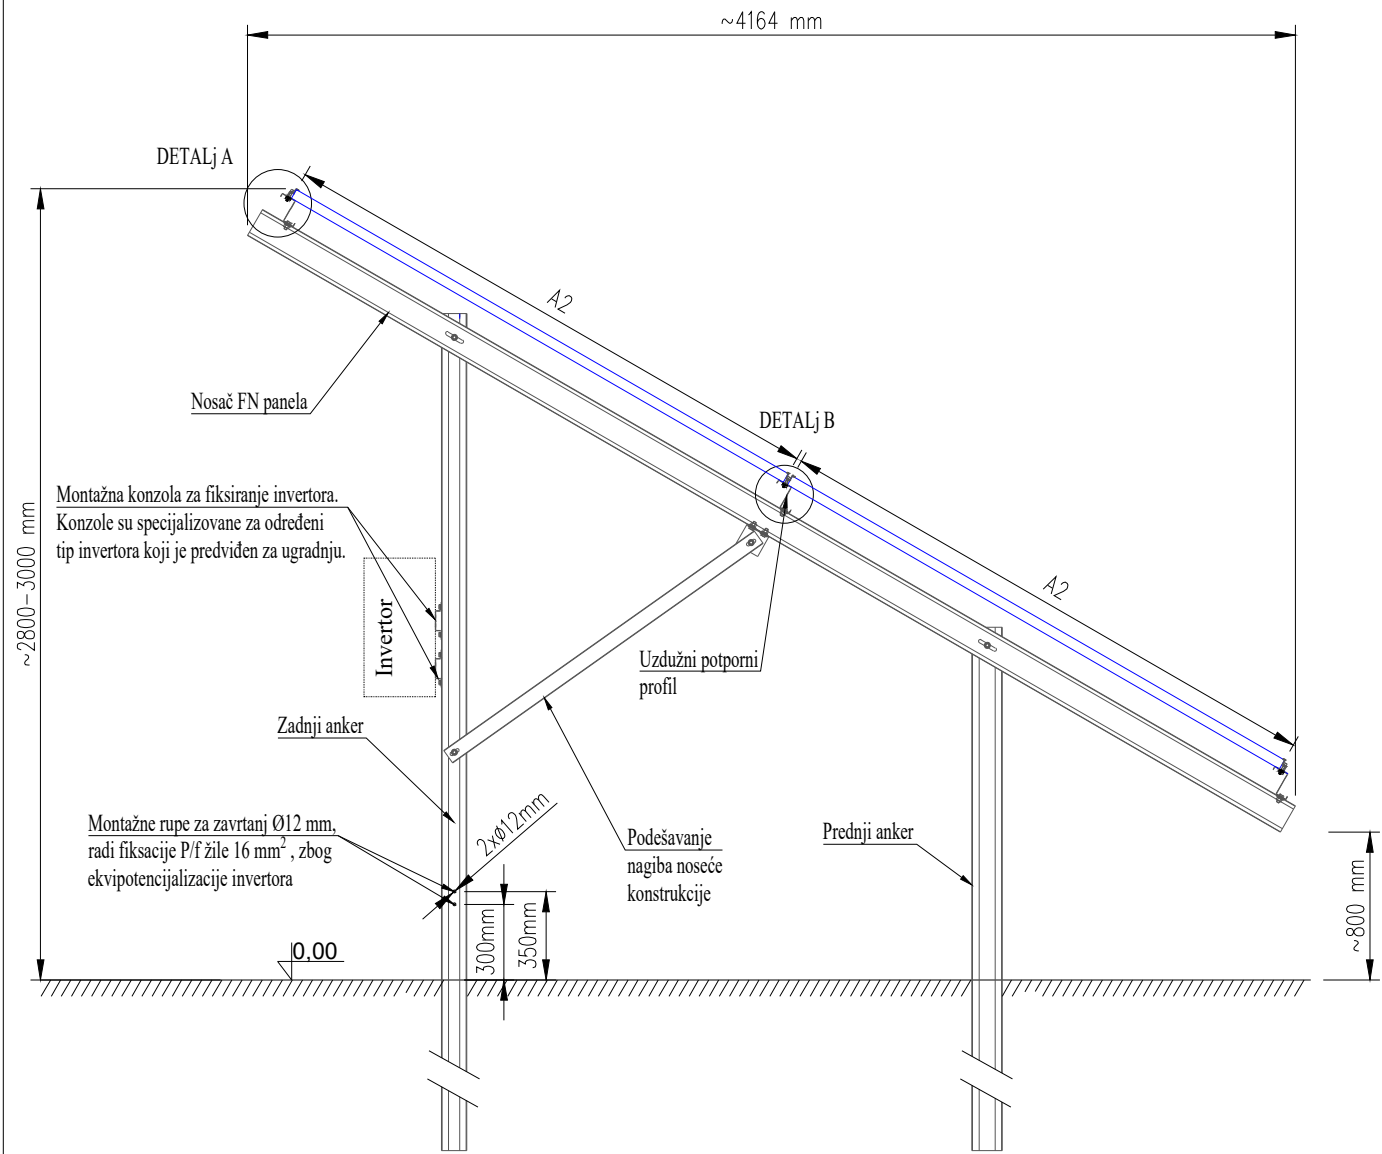 ~4164 mm
DETALj A
A2
Nosač FN panela
DETALj B
Montažna konzola za fiksiranje invertora.
Konzole su specijalizovane za određeni
tip invertora koji je predviđen za ugradnju.
~2800-3000 mm
Invertor
A2
Uzdužni potporni
profil
Zadnji anker
2xø12mm
Montažne rupe za zavrtanj Ø12 mm,
radi fiksacije P/f žile 16 mm², zbog
ekvipotencijalizacije invertora
Podešavanje
nagiba noseće
konstrukcije
Prednji anker
~800 mm
300mm
350mm
0,00